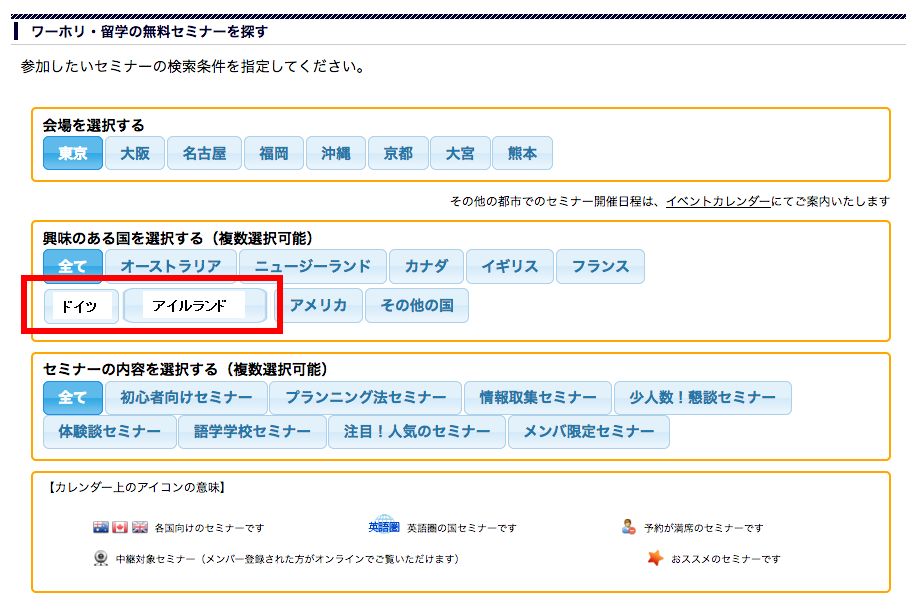 ワーホリ・留学の無料セミナーを探す
参加したいセミナーの検索条件を指定してください。
会場を選択する
東京 大阪 名古屋 福岡 沖縄 京都 大宮 熊本
その他の都市でのセミナー開催日程は、イベントカレンダーにてご案内いたします
興味のある国を選択する（複数選択可能）
全て オーストラリア ニュージーランド カナダ イギリス フランス
ドイツ アイルランド アメリカ その他の国
セミナーの内容を選択する（複数選択可能）
全て 初心者向けセミナー プランニング法セミナー 情報収集セミナー 少人数！懇談セミナー
体験談セミナー 語学学校セミナー 注目！人気のセミナー メンバ限定セミナー
【カレンダー上のアイコンの意味】
各国向けのセミナーです 英語圏 英語圏の国セミナーです 予約が満席のセミナーです
中継対象セミナー（メンバー登録された方がオンラインでご覧いただけます） おススメのセミナーです